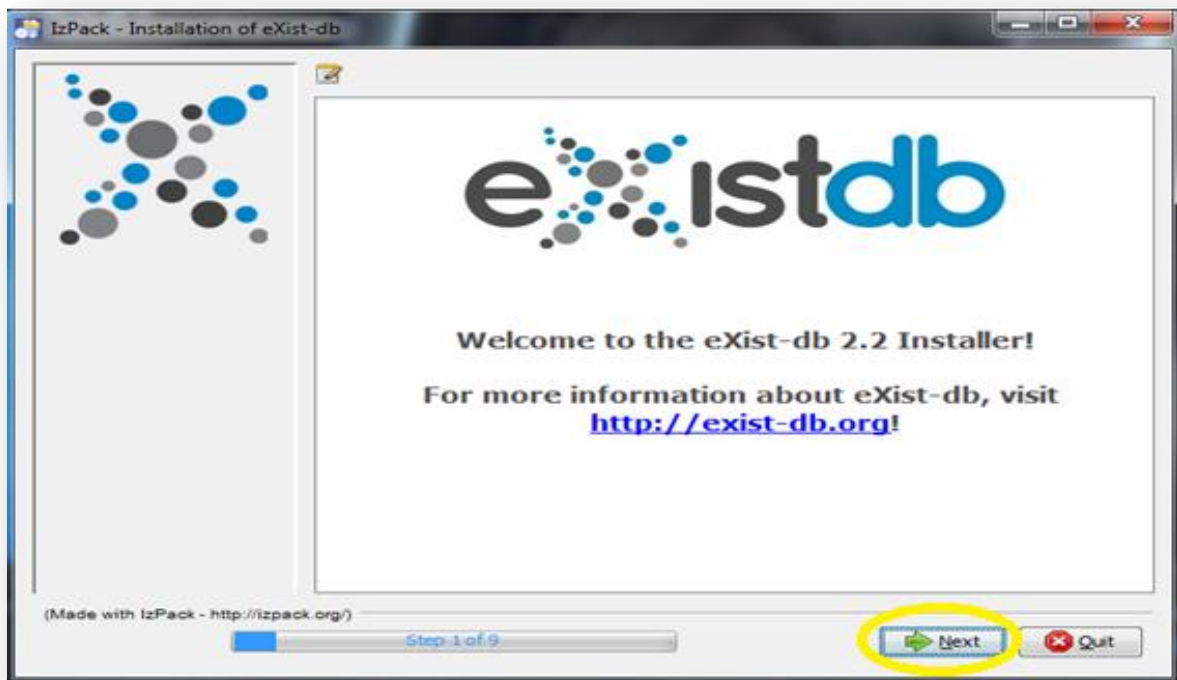 IzPack - Installation of eXist-db
eXistdb
Welcome to the eXist-db 2.2 Installer!
For more information about eXist-db, visit
http://exist-db.org!
(Made with IzPack - http://izpack.org/)
Step 1 of 9
Next
Quit